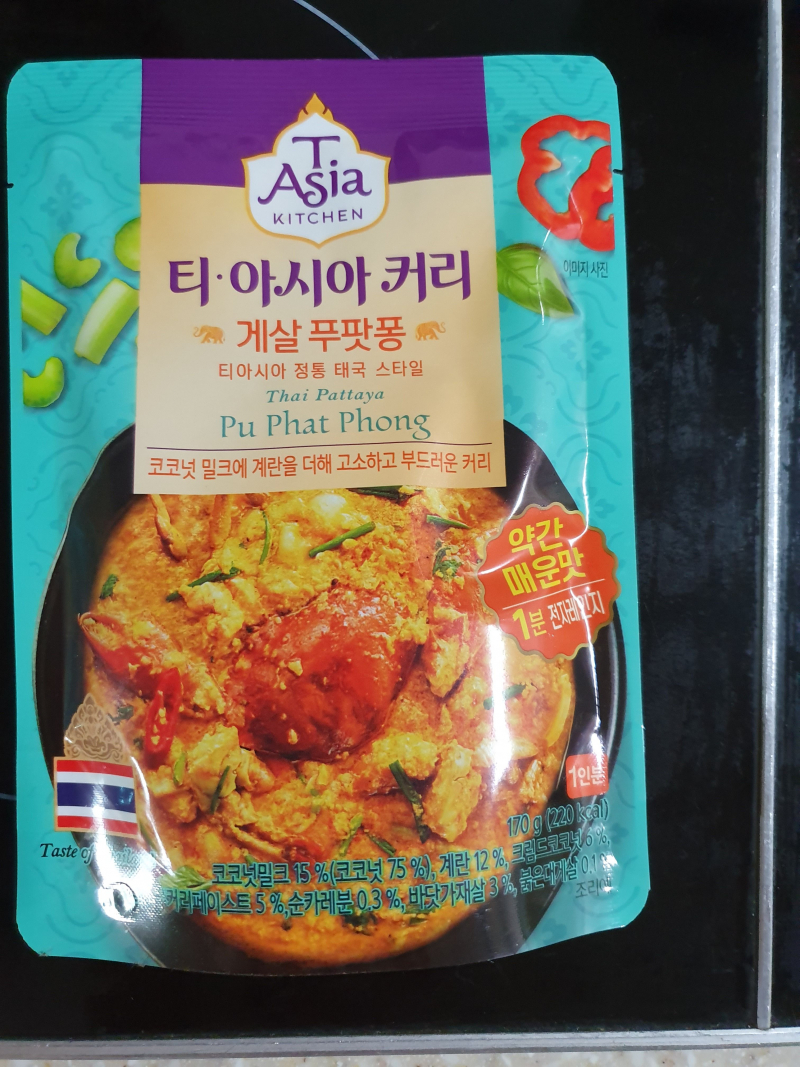 T
Asia
KITCHEN
티·아시아 커리
이미지 사진
게살 푸팟퐁
티아시아 정통 태국 스타일
Thai Pattaya
Pu Phat Phong
코코넛 밀크에 계란을 더해 고소하고 부드러운 커리
약간
매운맛
1분 전자레인지
1인분
170 g (220 kcal)
Taste of
코코넛밀크 15 %(코코넛 75 %), 계란 12 %, 크림드코코넛 6 %,
커리페이스트 5 %,순카레분 0.3 %, 바닷가재살 3 %, 붉은대게살 0.1 %